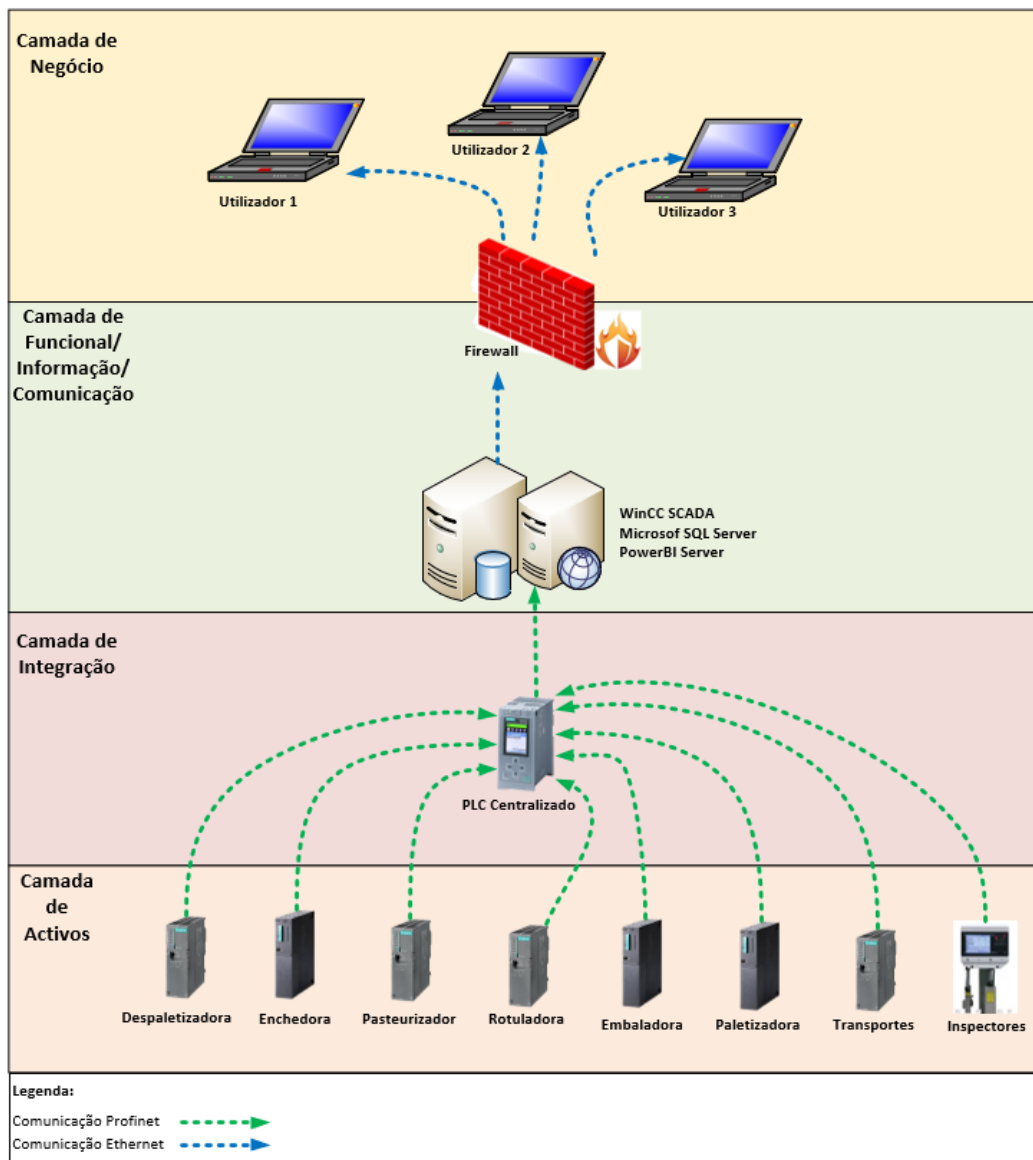 Camada de
Negócio
Utilizador 1
Utilizador 2
Utilizador 3
Camada de
Funcional/
Informação/
Comunicação
Firewall
WinCC SCADA
Microsof SQL Server
PowerBI Server
Camada de
Integração
PLC Centralizado
Camada
de
Activos
Despaletizadora
Enchedora
Pasteurizador
Rotuladora
Embaladora
Paletizadora
Transportes
Inspectores
Legenda:
Comunicação Profinet
Comunicação Ethernet